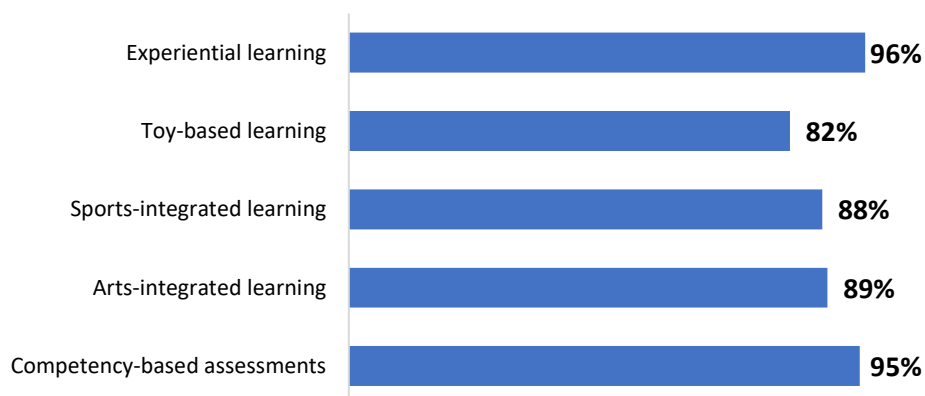 Experiential learning 96%
Toy-based learning 82%
Sports-integrated learning 88%
Arts-integrated learning 89%
Competency-based assessments 95%